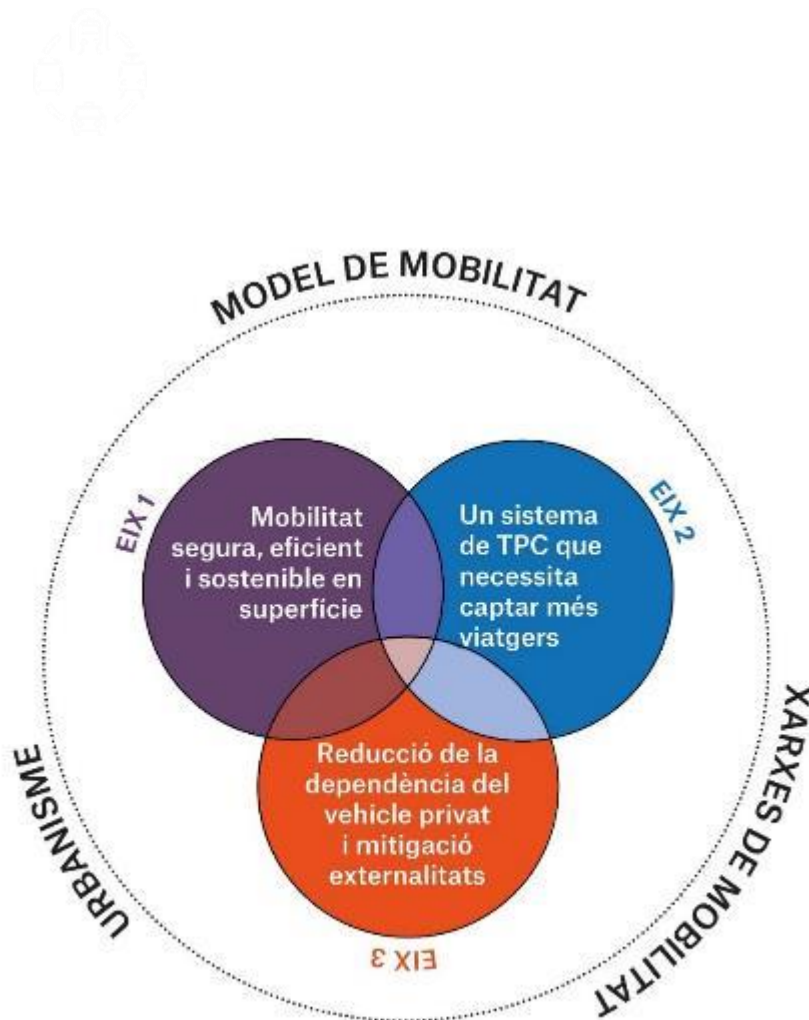 MODEL DE MOBILITAT
EIX 1
Mobilitat
segura, eficient
i sostenible en
superfície
EIX 2
Un sistema
de TPC que
necessita
captar més
viatgers
Reducció de la
dependència del
vehicle privat
i mitigació
externalitats
EIX 3
URBANISME
XARXES DE MOBILITAT